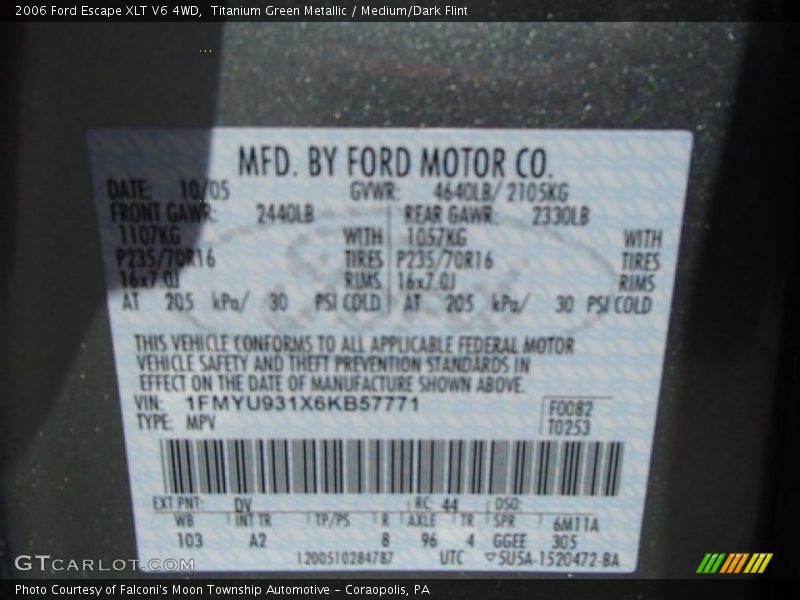 2006 Ford Escape XLT V6 4WD,  Titanium Green Metallic / Medium/Dark Flint
MFD. BY FORD MOTOR CO.
DATE: 10/05 GVWR: 4640LB/ 2105KG
FRONT GAWR: 2440LB REAR GAWR: 2330LB
1107KG WITH 1057KG WITH
P235/70R16 TIRES P235/70R16 TIRES
16x7.0J RIMS 16x7.0J RIMS
AT 205 kPa/ 30 PSI COLD AT 205 kPa/ 30 PSI COLD
THIS VEHICLE CONFORMS TO ALL APPLICABLE FEDERAL MOTOR
VEHICLE SAFETY AND THEFT PREVENTION STANDARDS IN
EFFECT ON THE DATE OF MANUFACTURE SHOWN ABOVE.
VIN: 1FMYU931X6KB57771 F0082
TYPE: MPV T0253
EXT PNT: DV RC: 44 DSO:
WB INT TR TP/PS R AXLE TR SPR 6M11A
103 A2 8 96 4 GGEE 305
1200510284787 UTC ▽5U5A-1520472-BA
GTCARLOT.COM
Photo Courtesy of Falconi's Moon Township Automotive - Coraopolis, PA